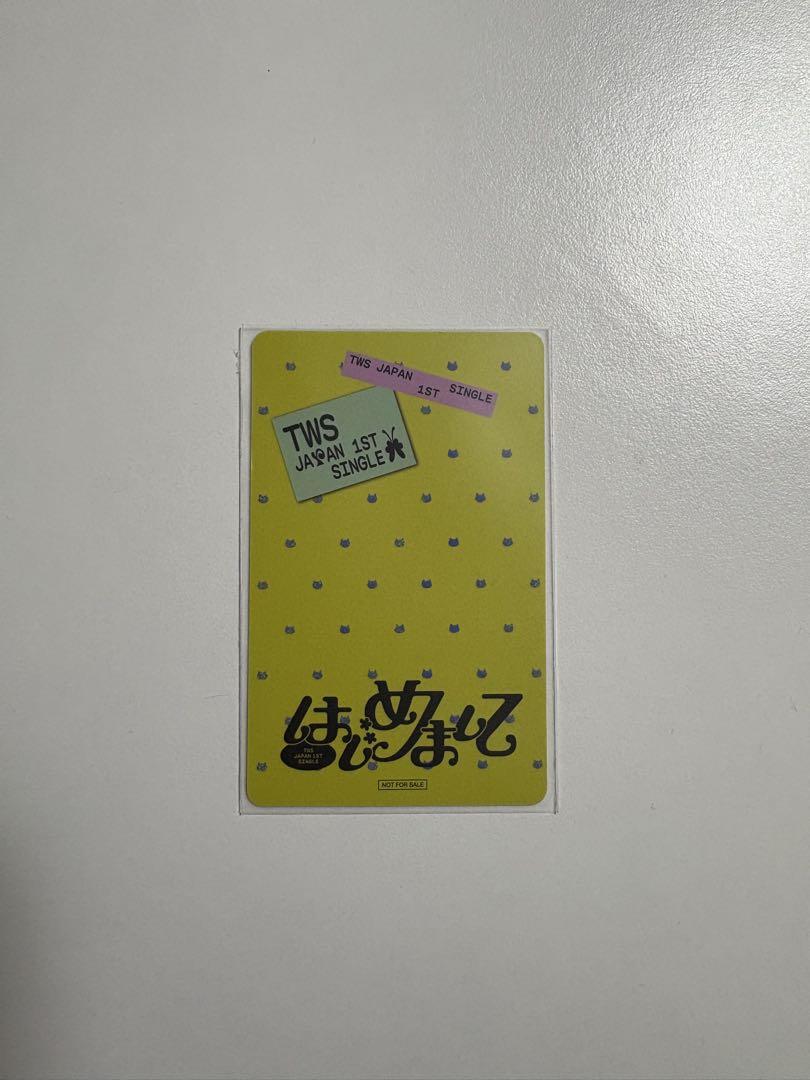 TWS JAPAN 1ST SINGLE
TWS
JAPAN 1ST
SINGLE
はじめまして
TWS
JAPAN 1ST
SINGLE
NOT FOR SALE